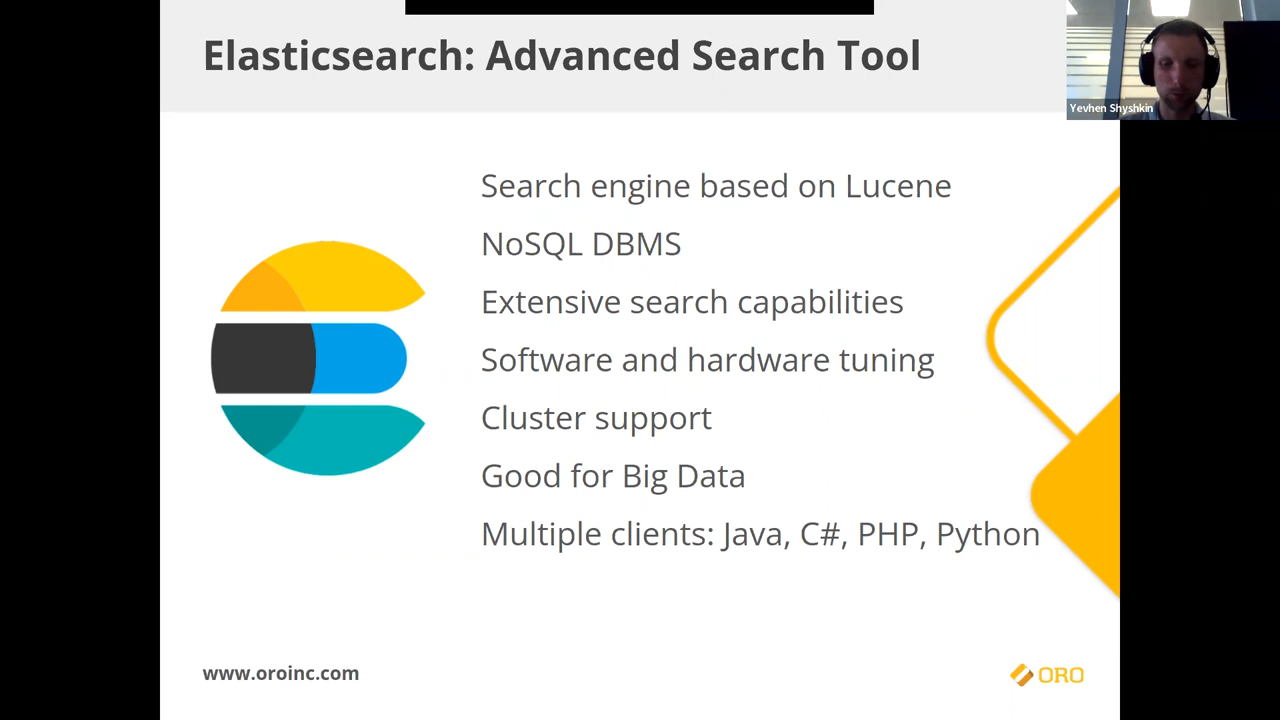 Elasticsearch: Advanced Search Tool
Yevhen Shyshkin
Search engine based on Lucene
NoSQL DBMS
Extensive search capabilities
Software and hardware tuning
Cluster support
Good for Big Data
Multiple clients: Java, C#, PHP, Python
www.oroinc.com
ORO